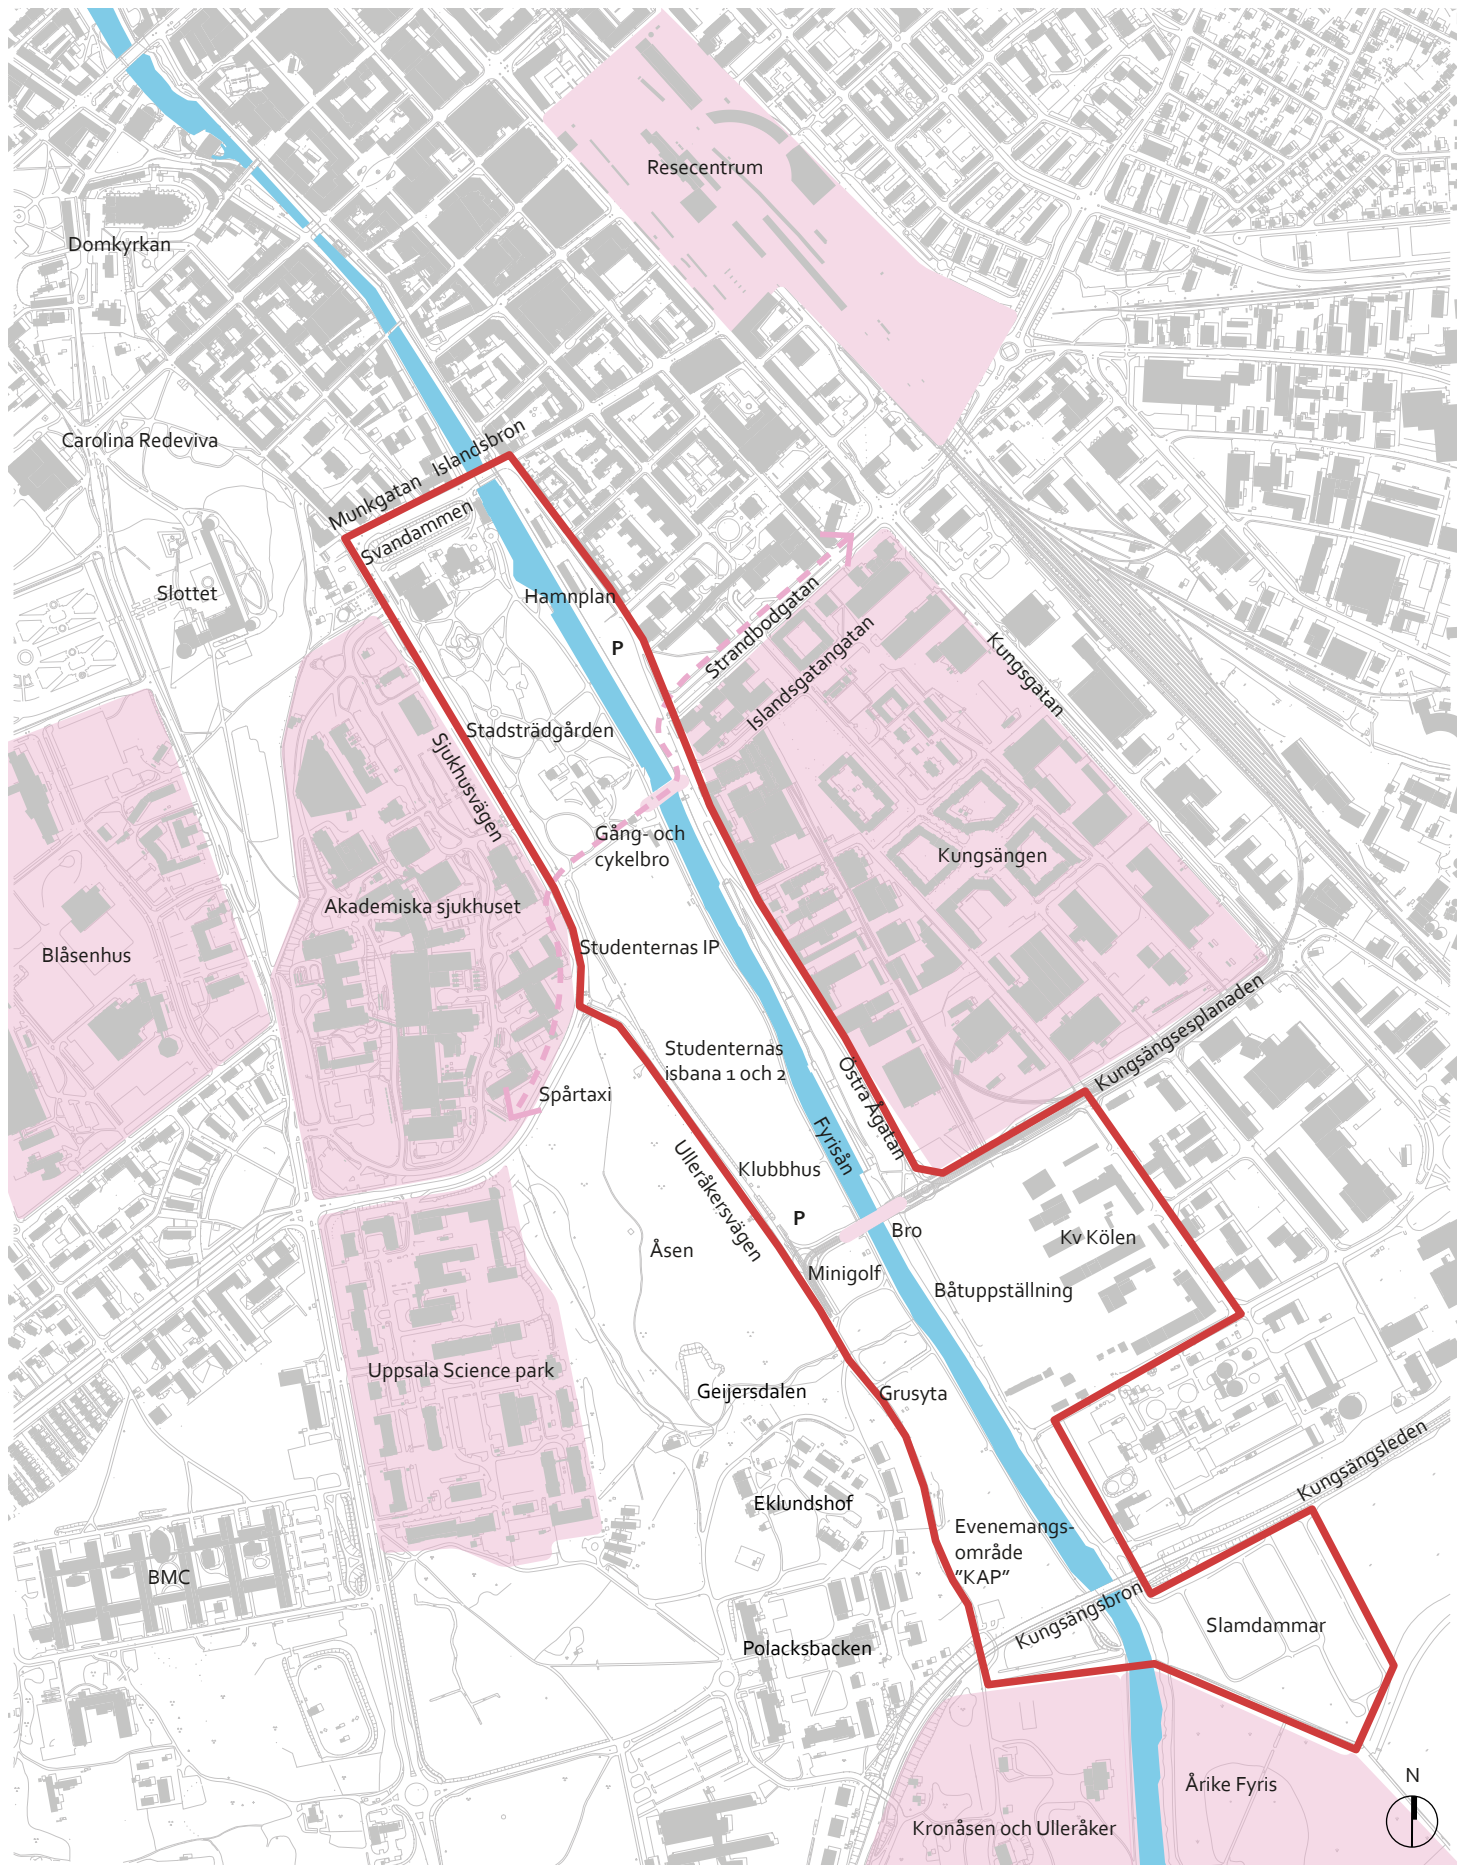 Resecentrum
Domkyrkan
Carolina Redeviva
Islandsbron
Munkgatan
Svandammen
Slottet
Hamnplan
P
Strandbodgatan
Islandsgatangatan
Kungsgatan
Stadsträdgården
Sjukhusvägen
Gång- och
cykelbro
Kungsängen
Akademiska sjukhuset
Blåsenhus
Studenternas IP
Kungsängsesplanaden
Studenternas
isbana 1 och 2
Östra Ågatan
Spårtaxi
Fyrisån
Klubbhus
Ulleråkersvägen
P
Bro
Kv Kölen
Åsen
Minigolf
Båtuppställning
Uppsala Science park
Geijersdalen
Grusyta
Kungsängsleden
Eklundshof
Evenemangs-
område
"KAP"
BMC
Kungsängsbron
Slamdammar
Polacksbacken
N
Årike Fyris
Kronåsen och Ulleråker